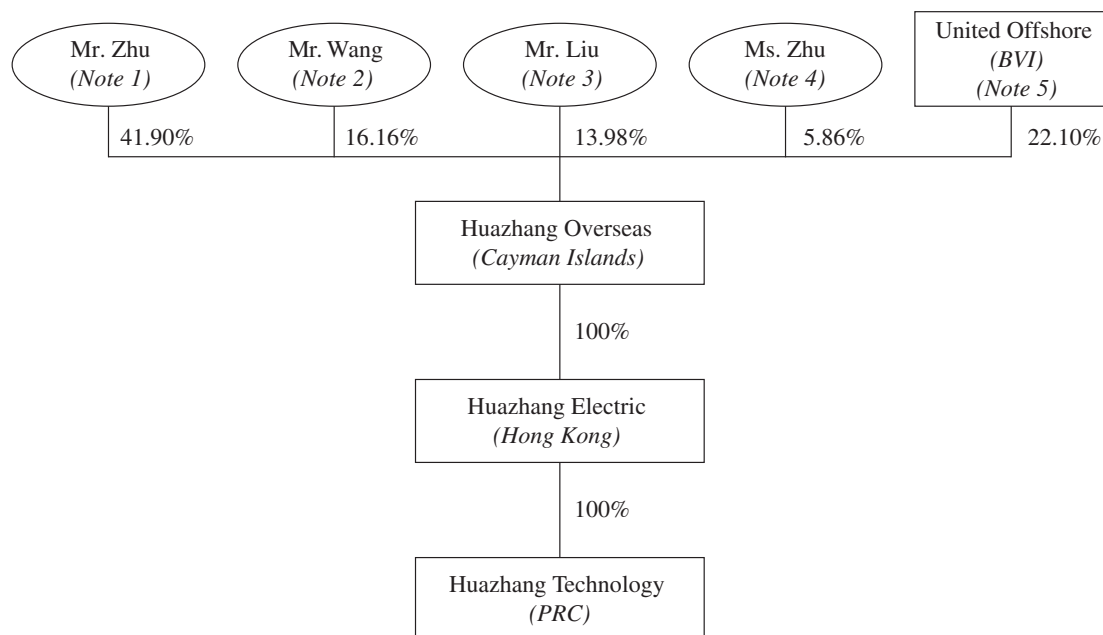 Mr. Zhu
(Note 1)
Mr. Wang
(Note 2)
Mr. Liu
(Note 3)
Ms. Zhu
(Note 4)
United Offshore
(BVI)
(Note 5)
41.90%
16.16%
13.98%
5.86%
22.10%
Huazhang Overseas
(Cayman Islands)
100%
Huazhang Electric
(Hong Kong)
100%
Huazhang Technology
(PRC)